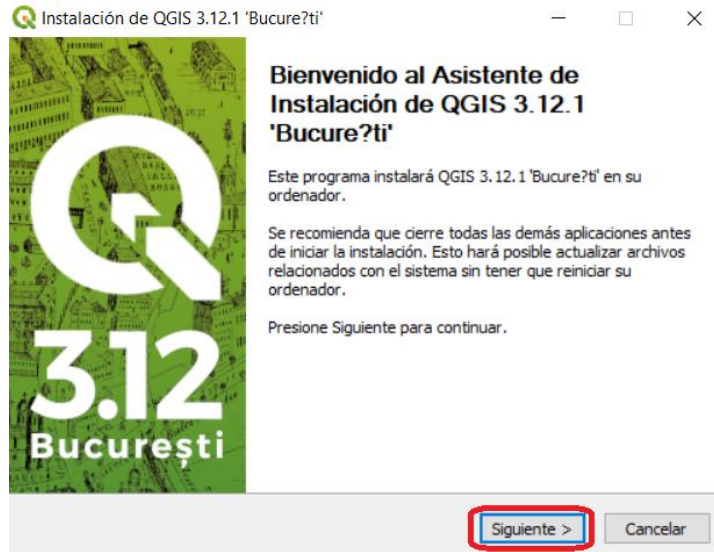 Instalación de QGIS 3.12.1 'Bucure?ti'
Bienvenido al Asistente de
Instalación de QGIS 3.12.1
'Bucure?ti'
Este programa instalará QGIS 3.12.1 'Bucure?ti' en su
ordenador.
Se recomienda que cierre todas las demás aplicaciones antes
de iniciar la instalación. Esto hará posible actualizar archivos
relacionados con el sistema sin tener que reiniciar su
ordenador.
Presione Siguiente para continuar.
3.12
București
Siguiente >
Cancelar